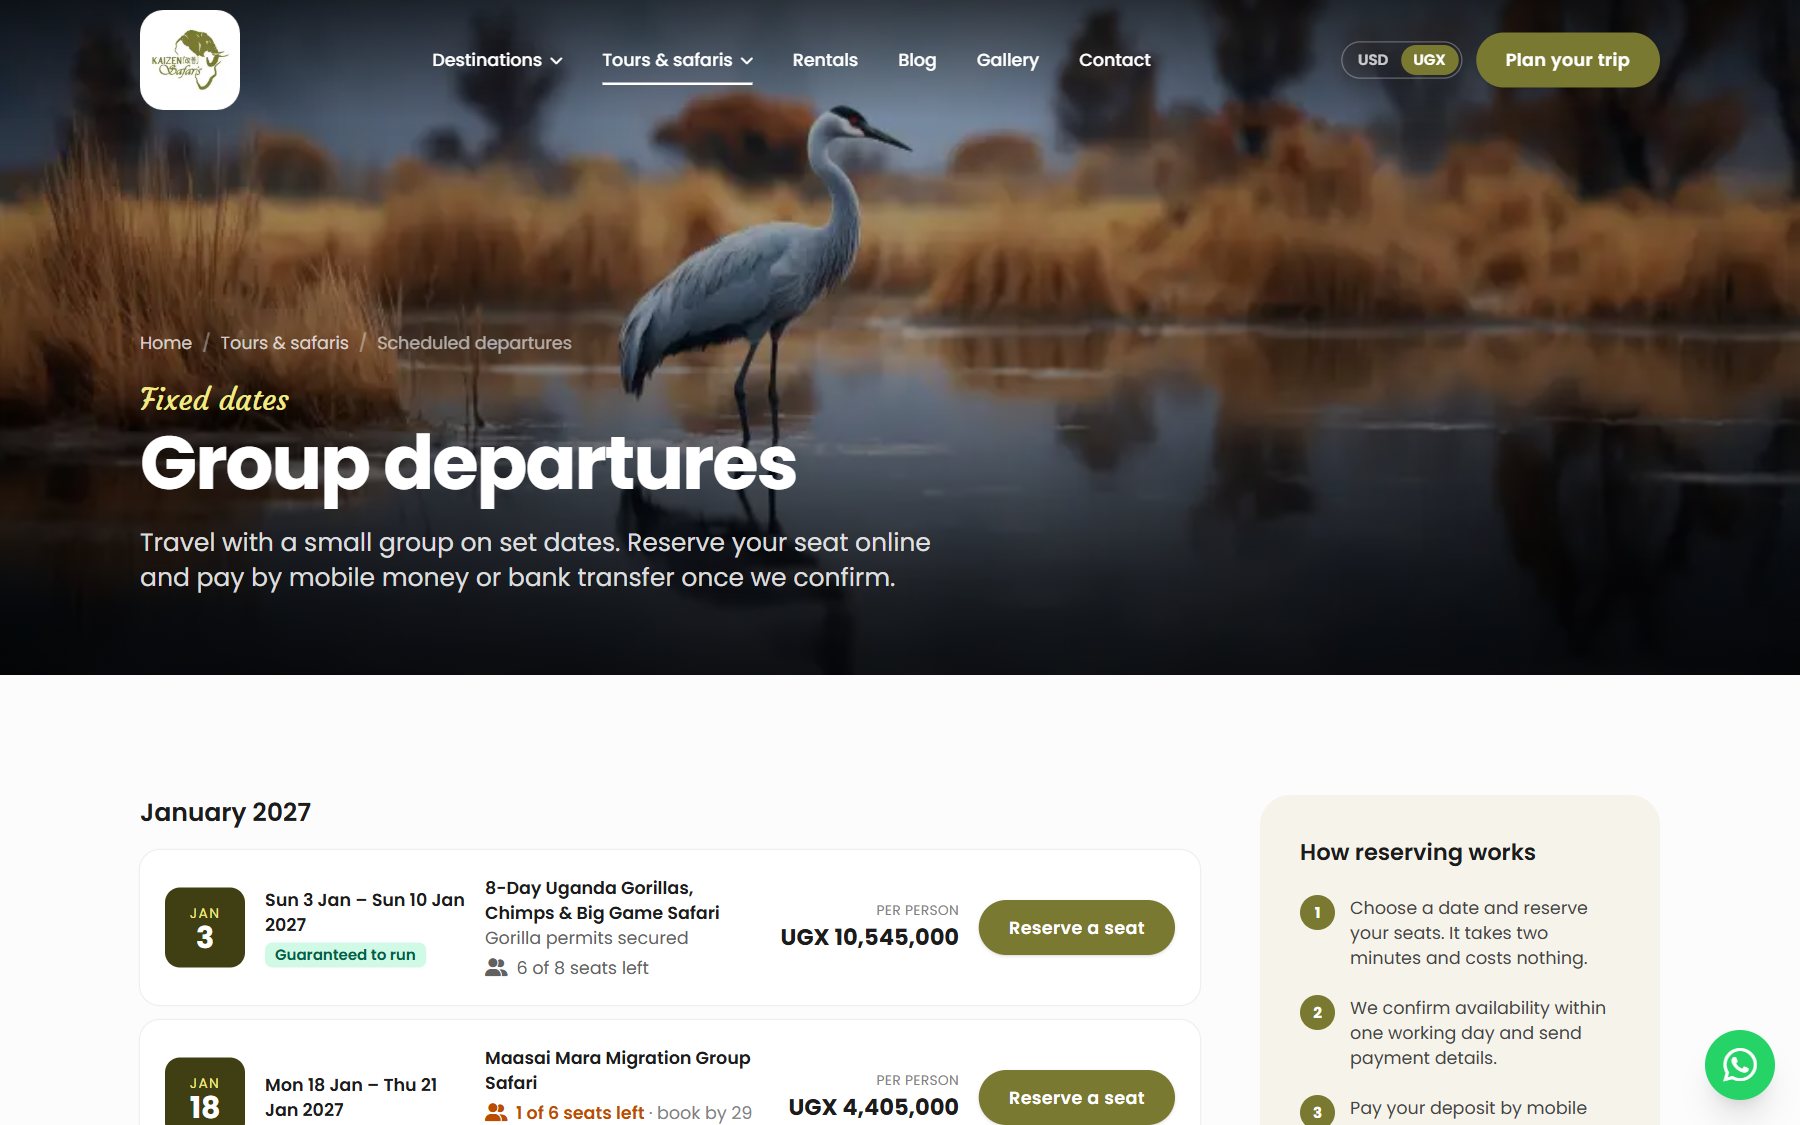 KAIZEN
Safaris
Destinations
Tours & safaris
Rentals
Blog
Gallery
Contact
USD
UGX
Plan your trip
Home / Tours & safaris / Scheduled departures
Fixed dates
Group departures
Travel with a small group on set dates. Reserve your seat online
and pay by mobile money or bank transfer once we confirm.
January 2027
JAN
3
Sun 3 Jan – Sun 10 Jan
2027
Guaranteed to run
8-Day Uganda Gorillas,
Chimps & Big Game Safari
Gorilla permits secured
6 of 8 seats left
PER PERSON
UGX 10,545,000
Reserve a seat
JAN
18
Mon 18 Jan – Thu 21
Jan 2027
Maasai Mara Migration Group
Safari
1 of 6 seats left · book by 29
PER PERSON
UGX 4,405,000
Reserve a seat
How reserving works
1
Choose a date and reserve
your seats. It takes two
minutes and costs nothing.
2
We confirm availability within
one working day and send
payment details.
3
Pay your deposit by mobile